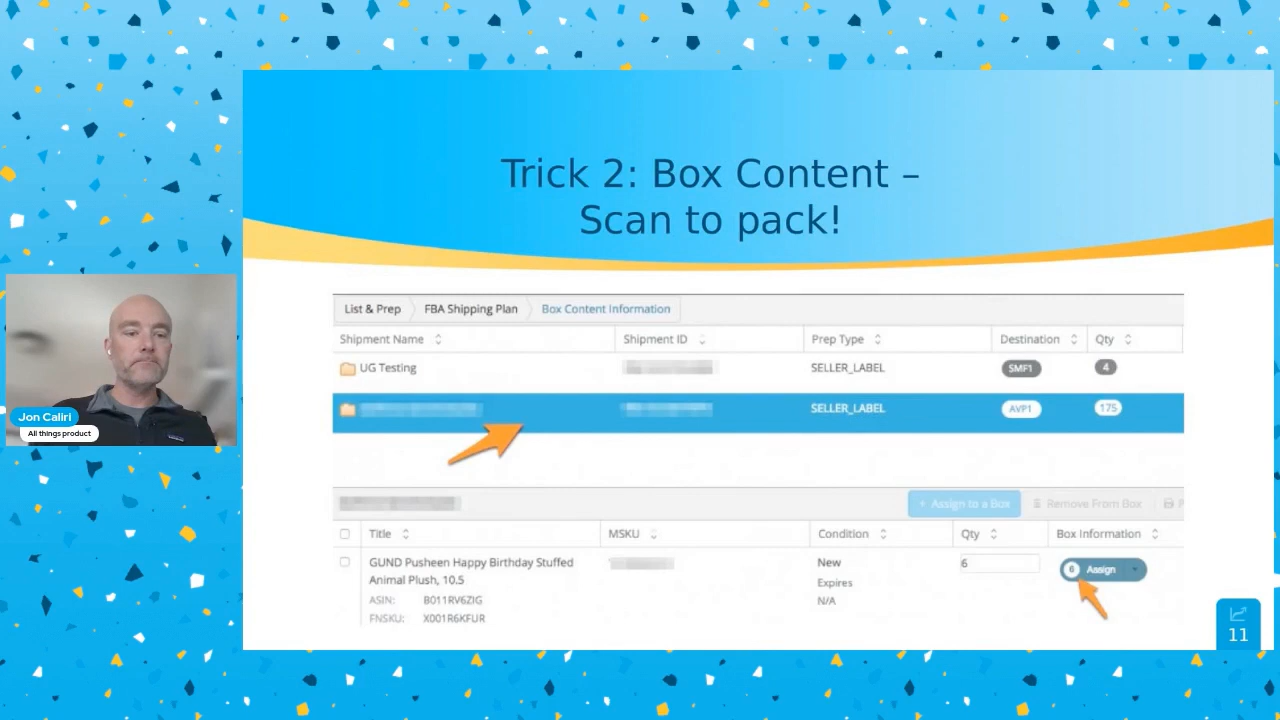 Trick 2: Box Content –
Scan to pack!
List & Prep FBA Shipping Plan Box Content Information
Shipment Name Shipment ID Prep Type Destination Qty
UG Testing SELLER_LABEL SMF1 4
SELLER_LABEL AVP1 175
+ Assign to a Box Remove From Box
Title MSKU Condition Qty Box Information
GUND Pusheen Happy Birthday Stuffed New 6 6 Assign
Animal Plush, 10.5 Expires
ASIN: B011RV6ZIG N/A
FNSKU: X001R6KFUR
Jon Caliri
All things product
11